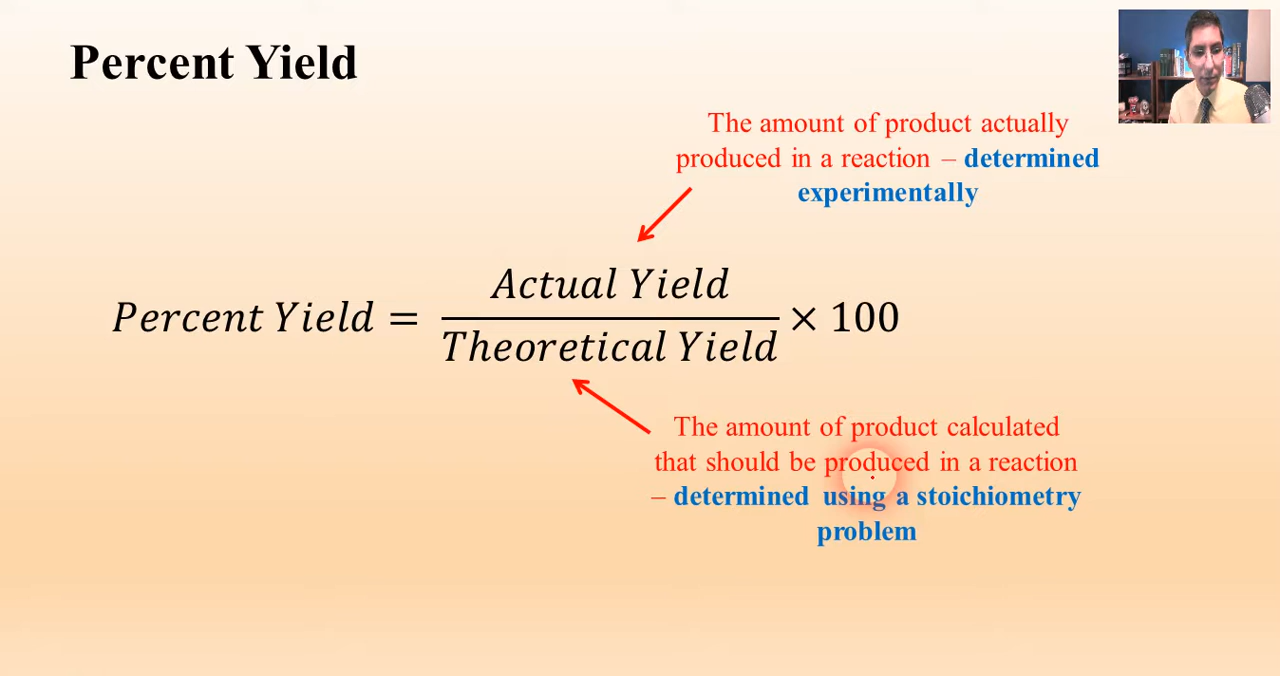 Percent Yield
The amount of product actually
produced in a reaction – determined
experimentally
Percent Yield = Actual Yield / Theoretical Yield × 100
The amount of product calculated
that should be produced in a reaction
– determined using a stoichiometry
problem